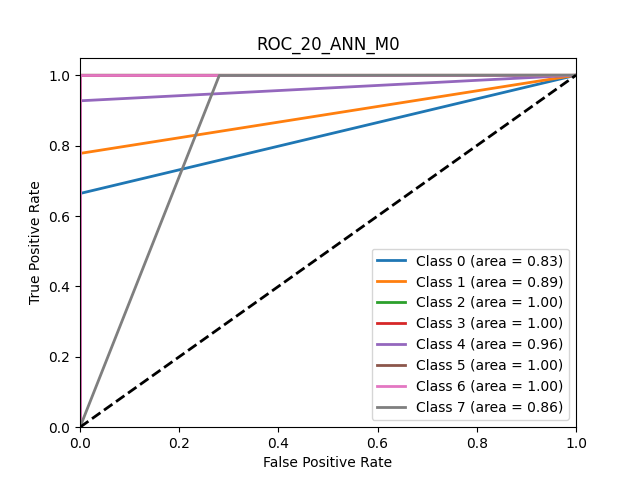 ROC_20_ANN_M0
1.0
0.8
0.6
0.4
0.2
0.0
True Positive Rate
Class 0 (area = 0.83)
Class 1 (area = 0.89)
Class 2 (area = 1.00)
Class 3 (area = 1.00)
Class 4 (area = 0.96)
Class 5 (area = 1.00)
Class 6 (area = 1.00)
Class 7 (area = 0.86)
0.0 0.2 0.4 0.6 0.8 1.0
False Positive Rate